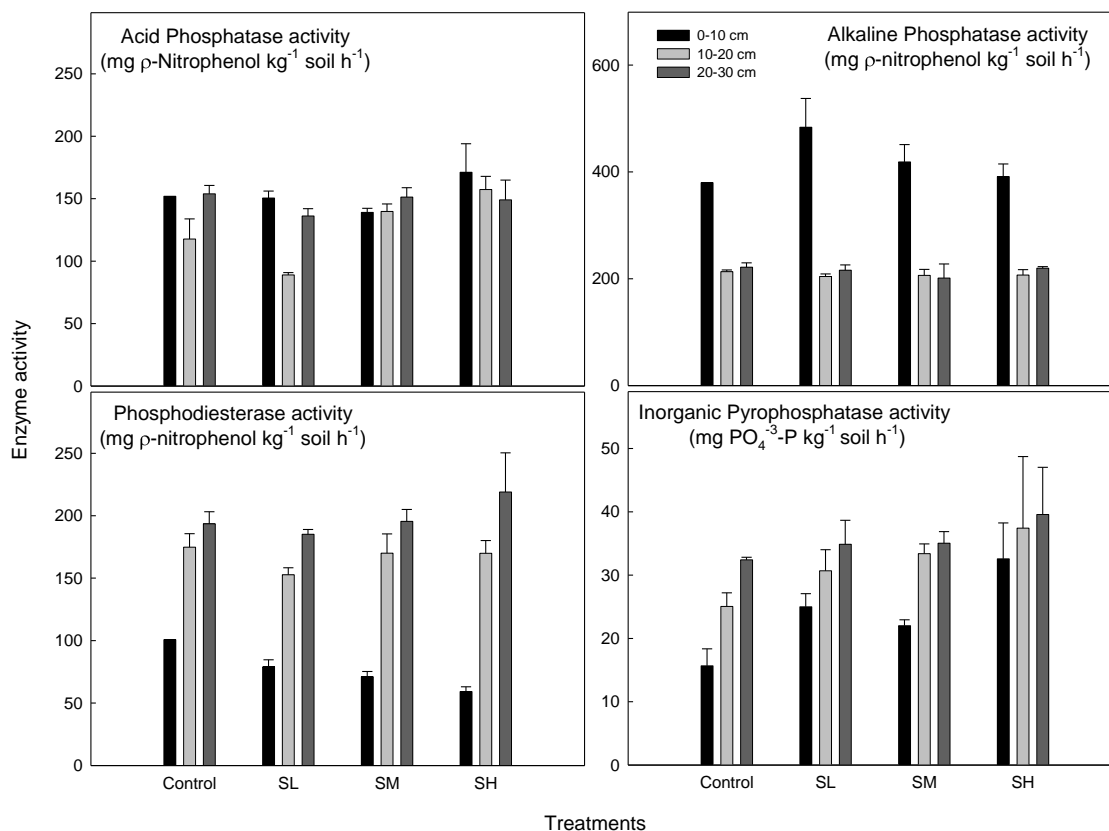 Acid Phosphatase activity
(mg ρ-Nitrophenol kg⁻¹ soil h⁻¹)
250
200
150
100
50
0
0-10 cm
10-20 cm
20-30 cm
Alkaline Phosphatase activity
(mg ρ-nitrophenol kg⁻¹ soil h⁻¹)
600
400
200
0
Enzyme activity
Phosphodiesterase activity
(mg ρ-nitrophenol kg⁻¹ soil h⁻¹)
250
200
150
100
50
0
Control SL SM SH
Inorganic Pyrophosphatase activity
(mg PO₄⁻³-P kg⁻¹ soil h⁻¹)
50
40
30
20
10
0
Control SL SM SH
Treatments